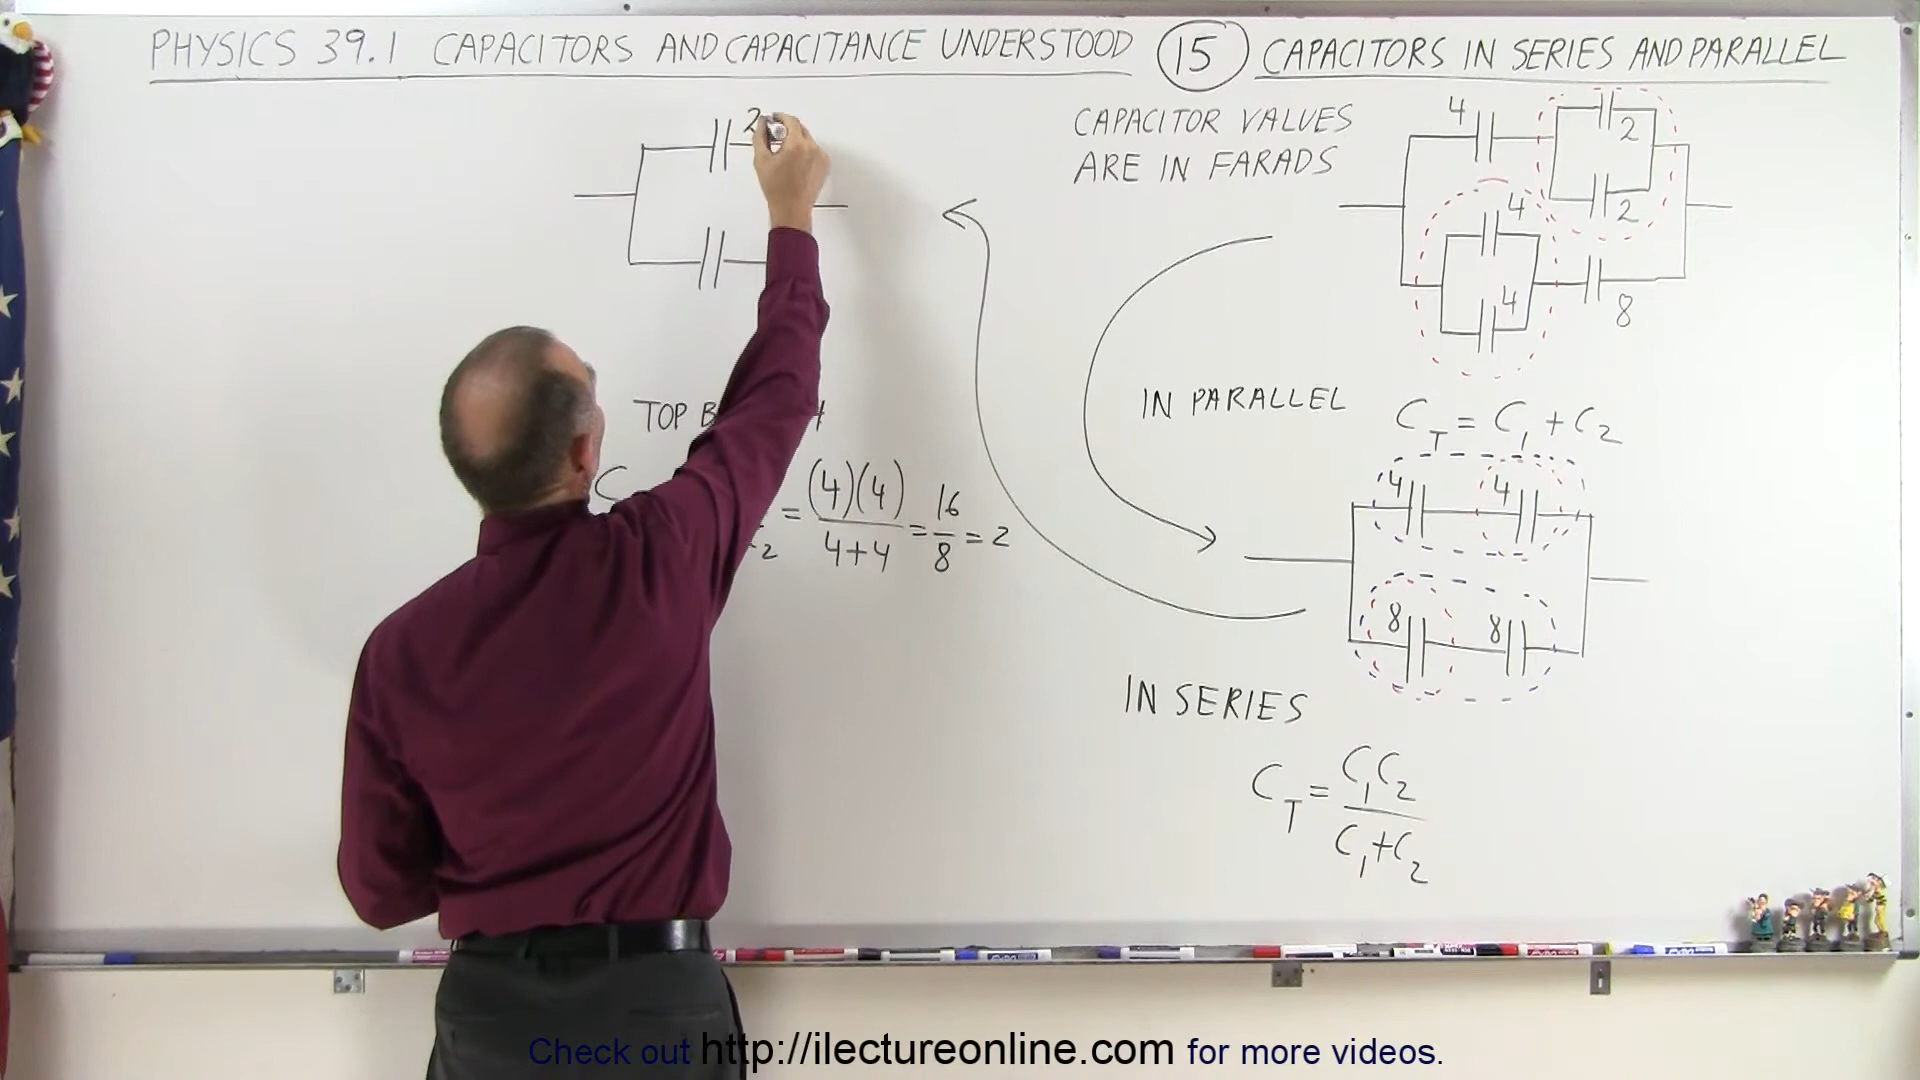 PHYSICS 39.1 CAPACITORS AND CAPACITANCE UNDERSTOOD 15 CAPACITORS IN SERIES AND PARALLEL
2
CAPACITOR VALUES
ARE IN FARADS
4 2
2
4
4 8
IN PARALLEL C_T = C_1 + C_2
4 4
8 8
TOP
C = (4)(4)/4+4 = 16/8 = 2
IN SERIES
C_T = C_1C_2/C_1+C_2
Check out http://ilectureonline.com for more videos.